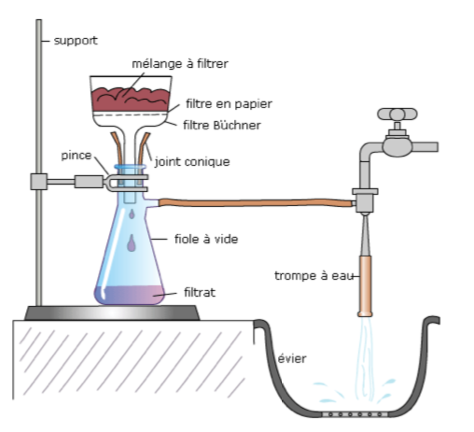 support
mélange à filtrer
filtre en papier
filtre Büchner
pince
joint conique
fiole à vide
trompe à eau
filtrat
évier